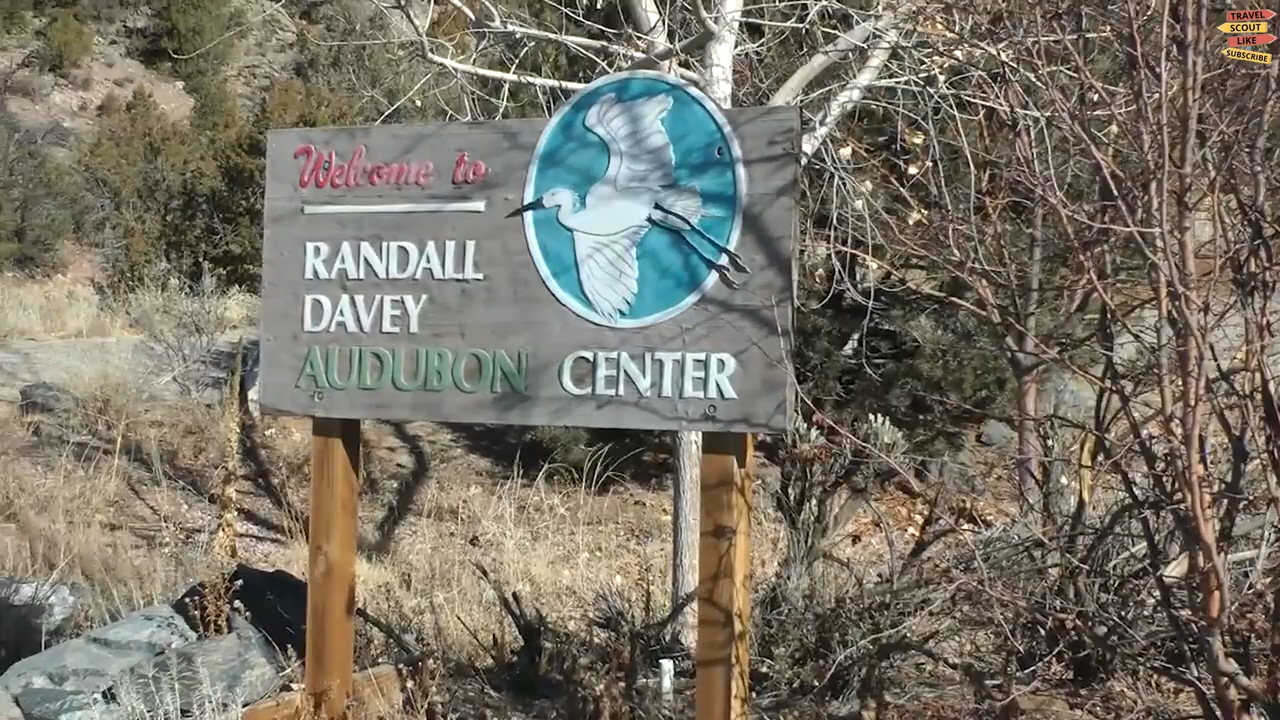 Welcome to
RANDALL
DAVEY
AUDUBON CENTER
TRAVEL
SCOUT
LIKE
SUBSCRIBE